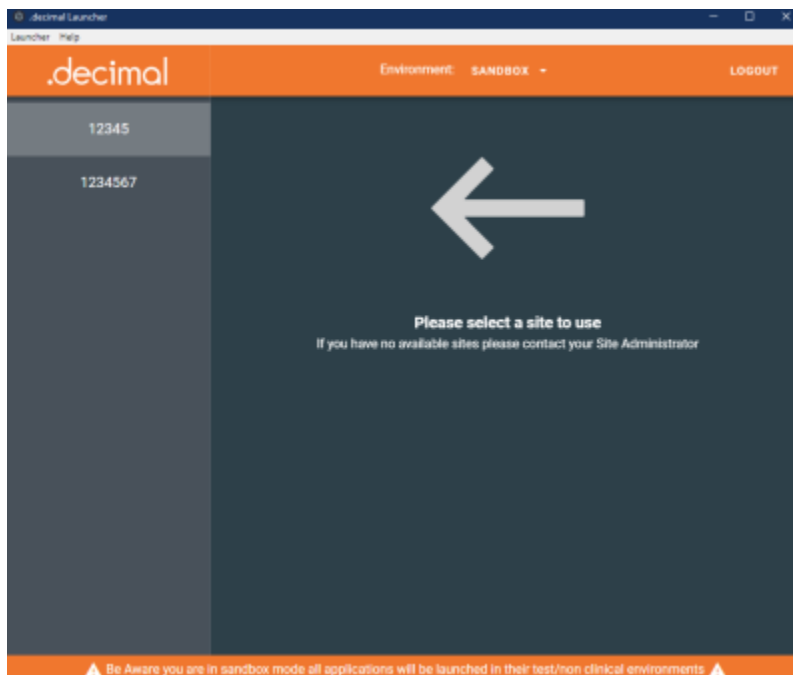 .decimal Launcher
Launcher Help
.decimal
Environment: SANDBOX
LOGOUT
12345
1234567
Please select a site to use
If you have no available sites please contact your Site Administrator
Be Aware you are in sandbox mode all applications will be launched in their test/non clinical environments